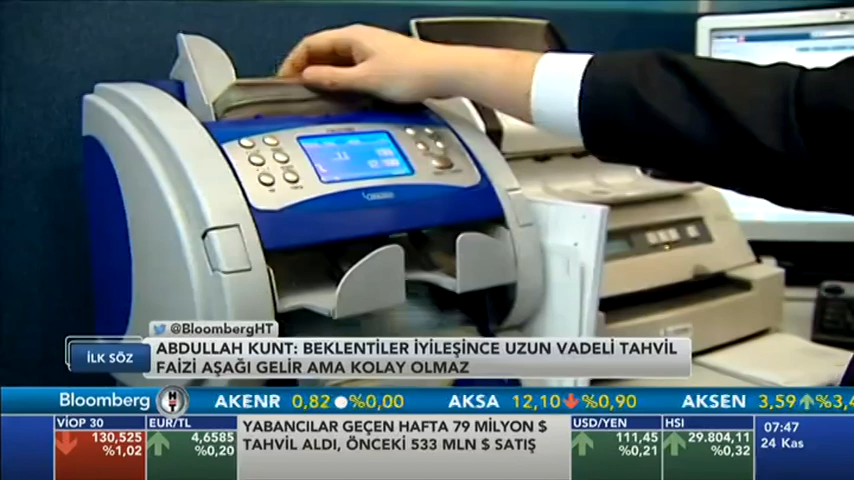 @BloombergHT
İLK SÖZ
ABDULLAH KUNT: BEKLENTİLER İYİLEŞİNCE UZUN VADELİ TAHVİL
FAİZİ AŞAĞI GELİR AMA KOLAY OLMAZ
Bloomberg HT AKENR 0,82 %0,00 AKSA 12,10 %0,90 AKSEN 3,59
VİOP 30
130,525
%1,02
EUR/TL
4,6585
%0,20
YABANCILAR GEÇEN HAFTA 79 MİLYON $
TAHVİL ALDI, ÖNCEKİ 533 MLN $ SATIŞ
USD/YEN
111,45
%0,21
HSI
29.804,11
%0,32
07:47
24 Kas